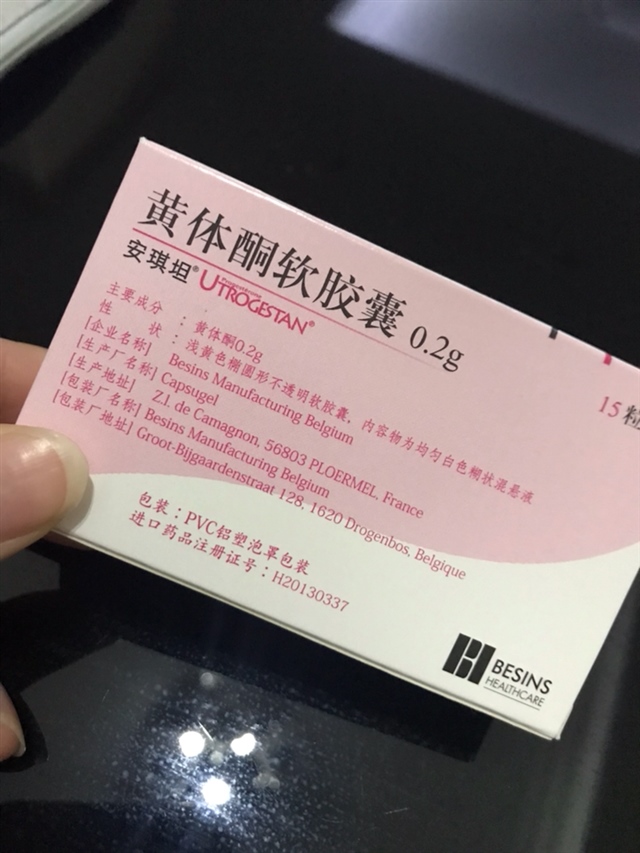 黄体酮软胶囊 0.2g
安琪坦® UTROGESTAN®
15粒
主要成分 : 黄体酮0.2g
性 状 : 浅黄色椭圆形不透明软胶囊，内容物为均匀白色糊状混悬液
[企业名称] Besins Manufacturing Belgium
[生产厂名称] Capsugel
[生产地址] Z.I. de Camagnon, 56803 PLOERMEL, France
[包装厂名称] Besins Manufacturing Belgium
[包装厂地址] Groot-Bijgaardenstraat 128, 1620 Drogenbos, Belgique
包装：PVC铝塑泡罩包装
进口药品注册证号：H20130337
BESINS
HEALTHCARE